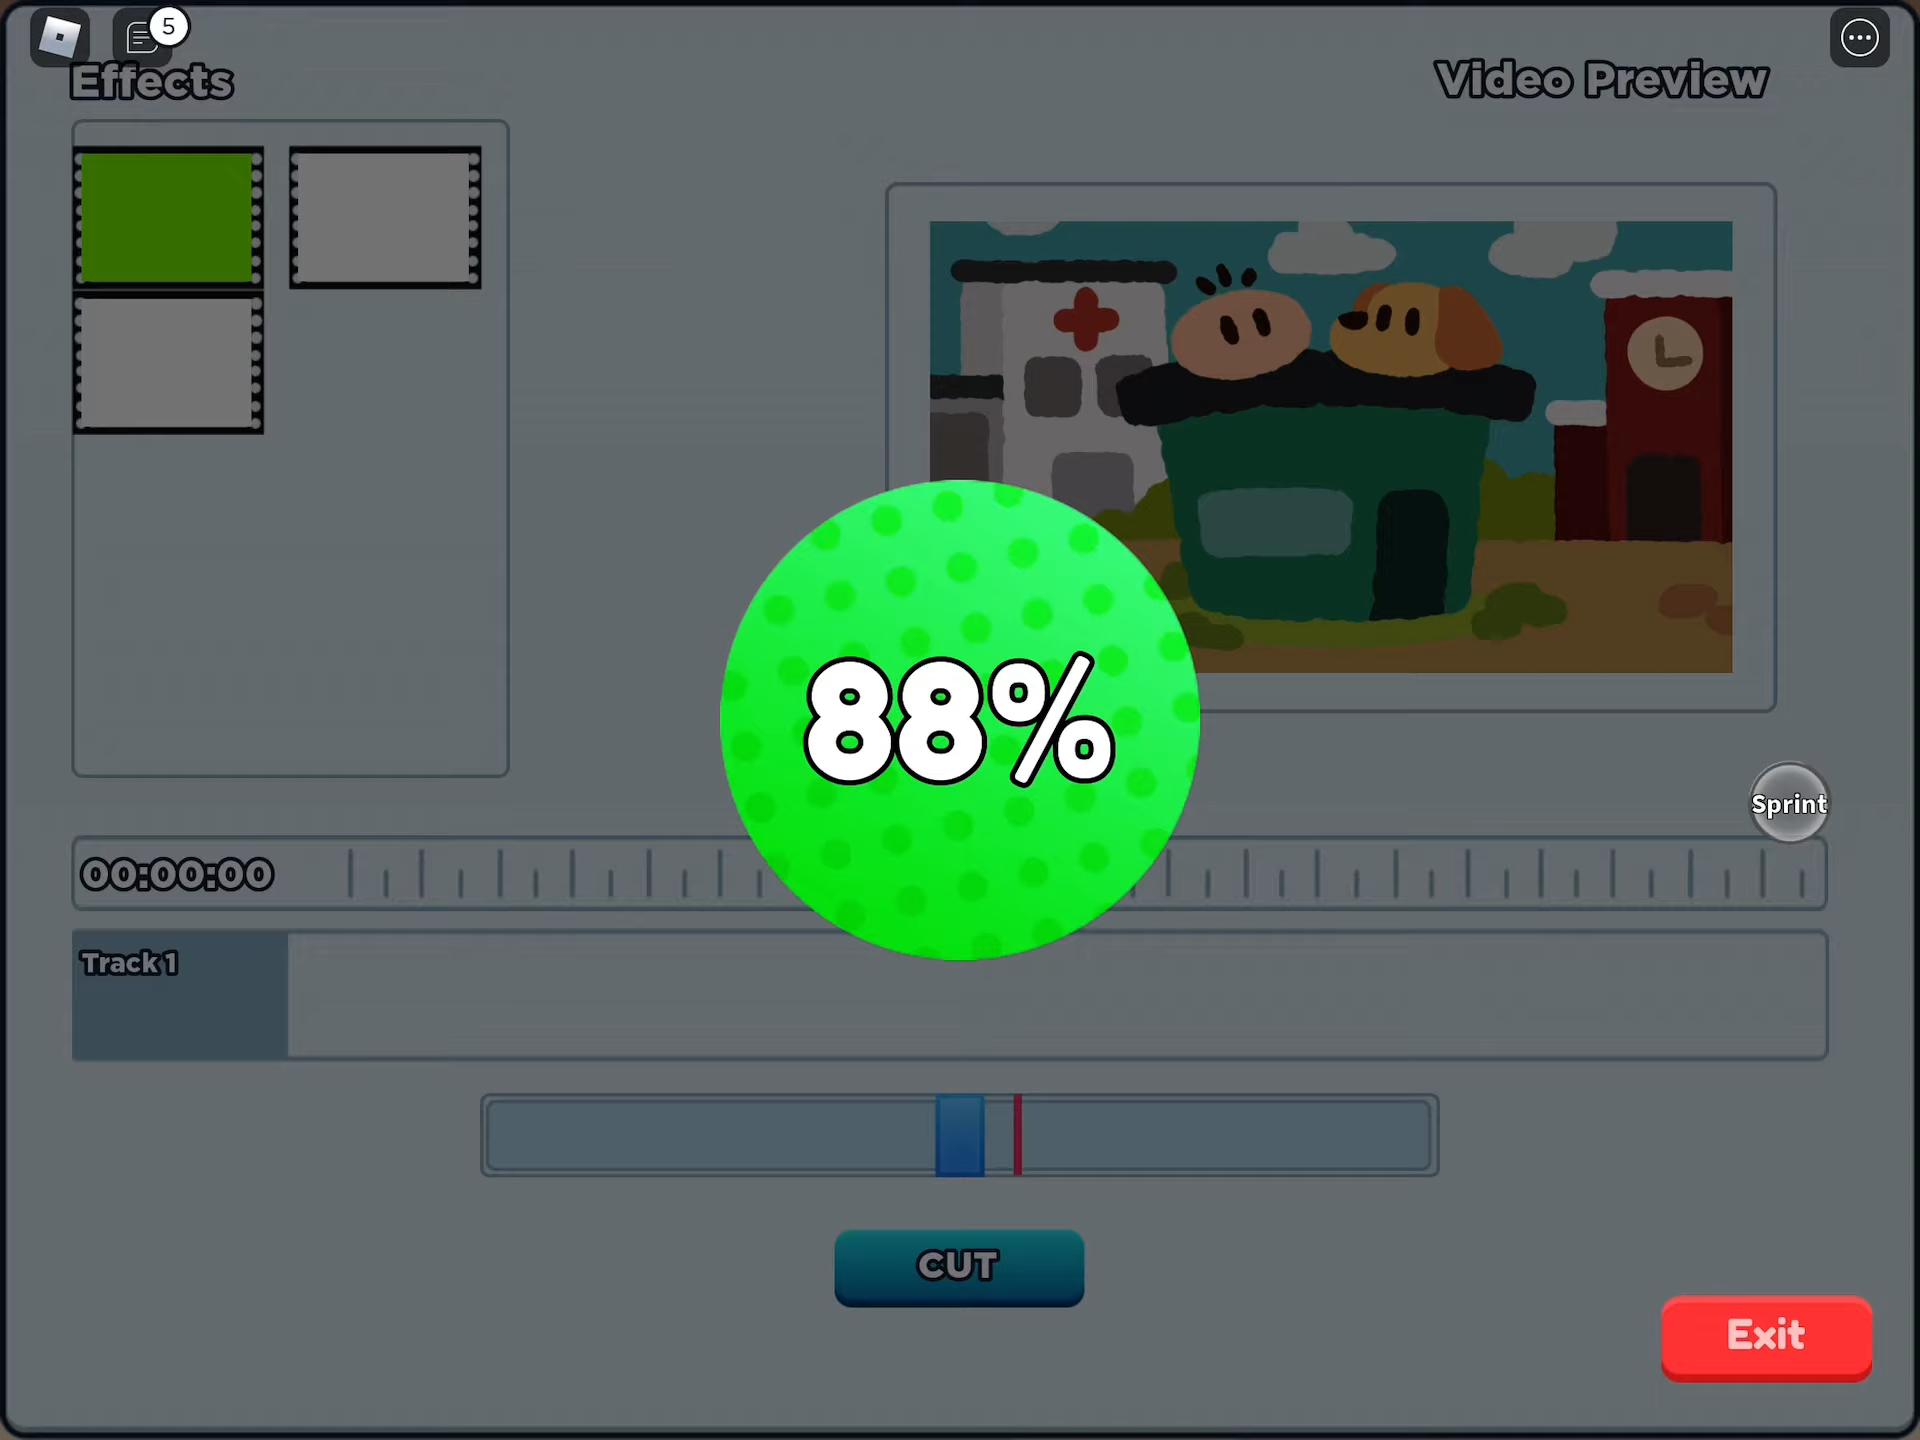 5
Effects
Video Preview
88%
Sprint
00:00:00
Track 1
CUT
Exit